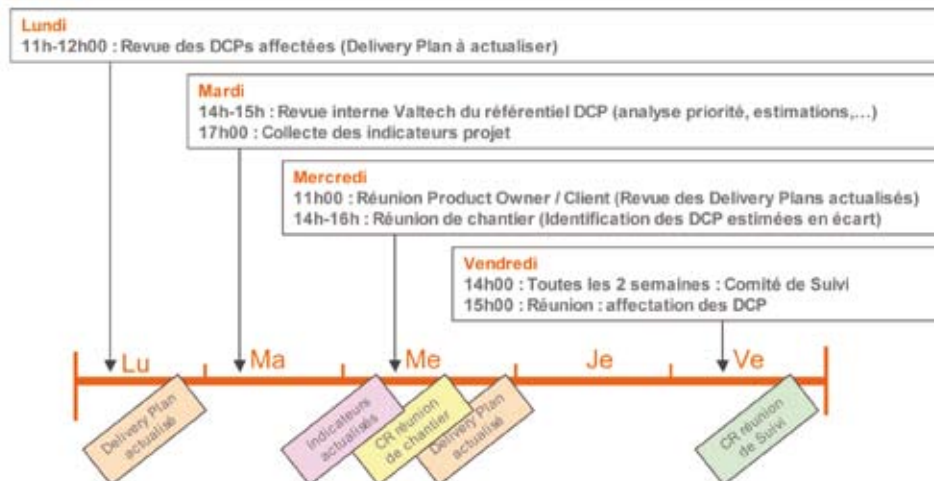 Lundi
11h-12h00 : Revue des DCPs affectées (Delivery Plan à actualiser)
Mardi
14h-15h : Revue interne Valtech du référentiel DCP (analyse priorité, estimations,…)
17h00 : Collecte des indicateurs projet
Mercredi
11h00 : Réunion Product Owner / Client (Revue des Delivery Plans actualisés)
14h-16h : Réunion de chantier (Identification des DCP estimées en écart)
Vendredi
14h00 : Toutes les 2 semaines : Comité de Suivi
15h00 : Réunion : affectation des DCP
Lu
Ma
Me
Je
Ve
Delivery Plan
actualisé
Indicateurs
actualisés
CR réunion
de chantier
Delivery Plan
actualisé
CR réunion
de Suivi